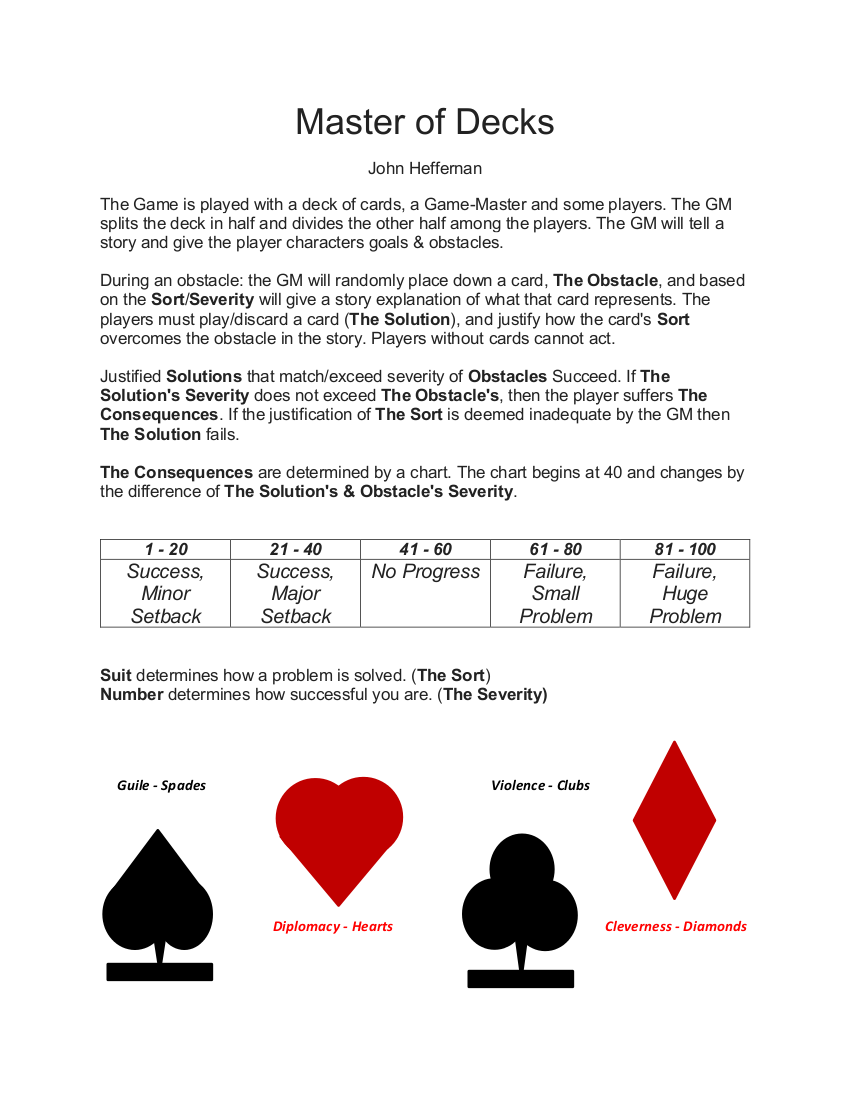 Master of Decks
John Heffernan
The Game is played with a deck of cards, a Game-Master and some players. The GM
splits the deck in half and divides the other half among the players. The GM will tell a
story and give the player characters goals & obstacles.
During an obstacle: the GM will randomly place down a card, The Obstacle, and based
on the Sort/Severity will give a story explanation of what that card represents. The
players must play/discard a card (The Solution), and justify how the card's Sort
overcomes the obstacle in the story. Players without cards cannot act.
Justified Solutions that match/exceed severity of Obstacles Succeed. If The
Solution's Severity does not exceed The Obstacle's, then the player suffers The
Consequences. If the justification of The Sort is deemed inadequate by the GM then
The Solution fails.
The Consequences are determined by a chart. The chart begins at 40 and changes by
the difference of The Solution's & Obstacle's Severity.
1 - 20 21 - 40 41 - 60 61 - 80 81 - 100
Success, Success, No Progress Failure, Failure,
Minor Major Small Huge
Setback Setback Problem Problem
Suit determines how a problem is solved. (The Sort)
Number determines how successful you are. (The Severity)
Guile - Spades Violence - Clubs
Diplomacy - Hearts Cleverness - Diamonds